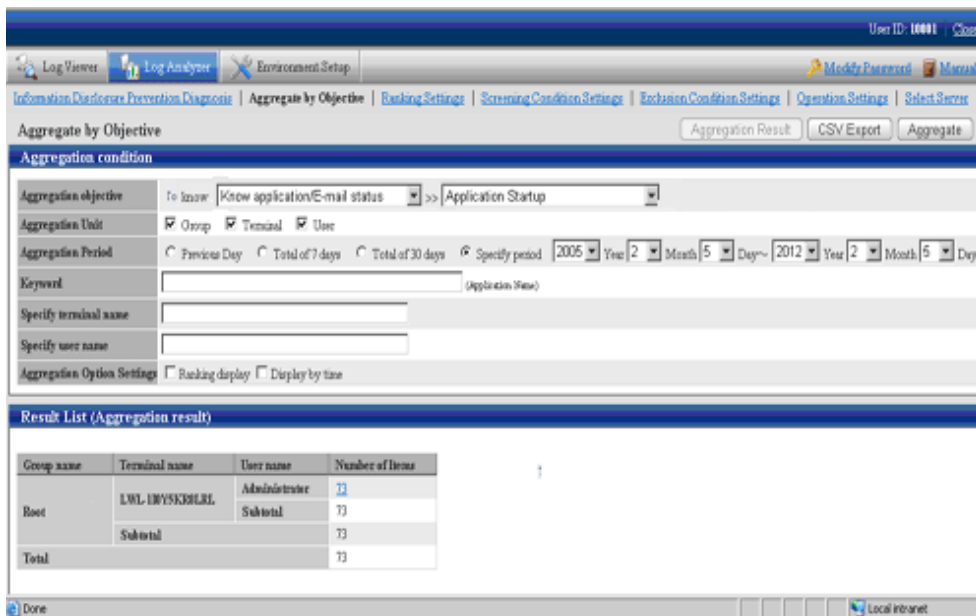 User ID: 10001 | Close
Log Viewer Log Analyzer Environment Setup Modify Password Manual
Information Disclosure Prevention Diagnosis | Aggregate by Objective | Ranking Settings | Screening Condition Settings | Exclusion Condition Settings | Operation Settings | Select Server
Aggregate by Objective Aggregation Result CSV Export Aggregate
Aggregation condition
Aggregation objective To know Know application/E-mail status >> Application Startup
Aggregation Unit Group Terminal User
Aggregation Period Previous Day Total of 7 days Total of 30 days Specify period 2005 Year 2 Month 5 Day~ 2012 Year 2 Month 5 Day
Keyword (Application Name)
Specify terminal name
Specify user name
Aggregation Option Settings Ranking display Display by time
Result List (Aggregation result)
Group name Terminal name User name Number of Items
Administrator 73
Root Subtotal 73
Subtotal 73
Total 73
Done Local intranet